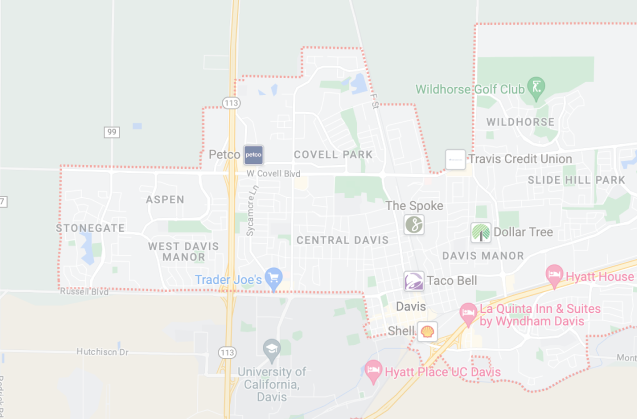 Wildhorse Golf Club
F St
113
WILDHORSE
99
Petco
petco
COVELL PARK
Travis Credit Union
W Covell Blvd
SLIDE HILL PARK
ASPEN
Sycamore Ln
The Spoke
STONEGATE
Dollar Tree
WEST DAVIS
MANOR
CENTRAL DAVIS
DAVIS MANOR
Trader Joe's
Taco Bell
Hyatt House
Russell Blvd
Davis
La Quinta Inn & Suites
by Wyndham Davis
Shell
Hutchison Dr
113
University of
California,
Davis
Hyatt Place UC Davis